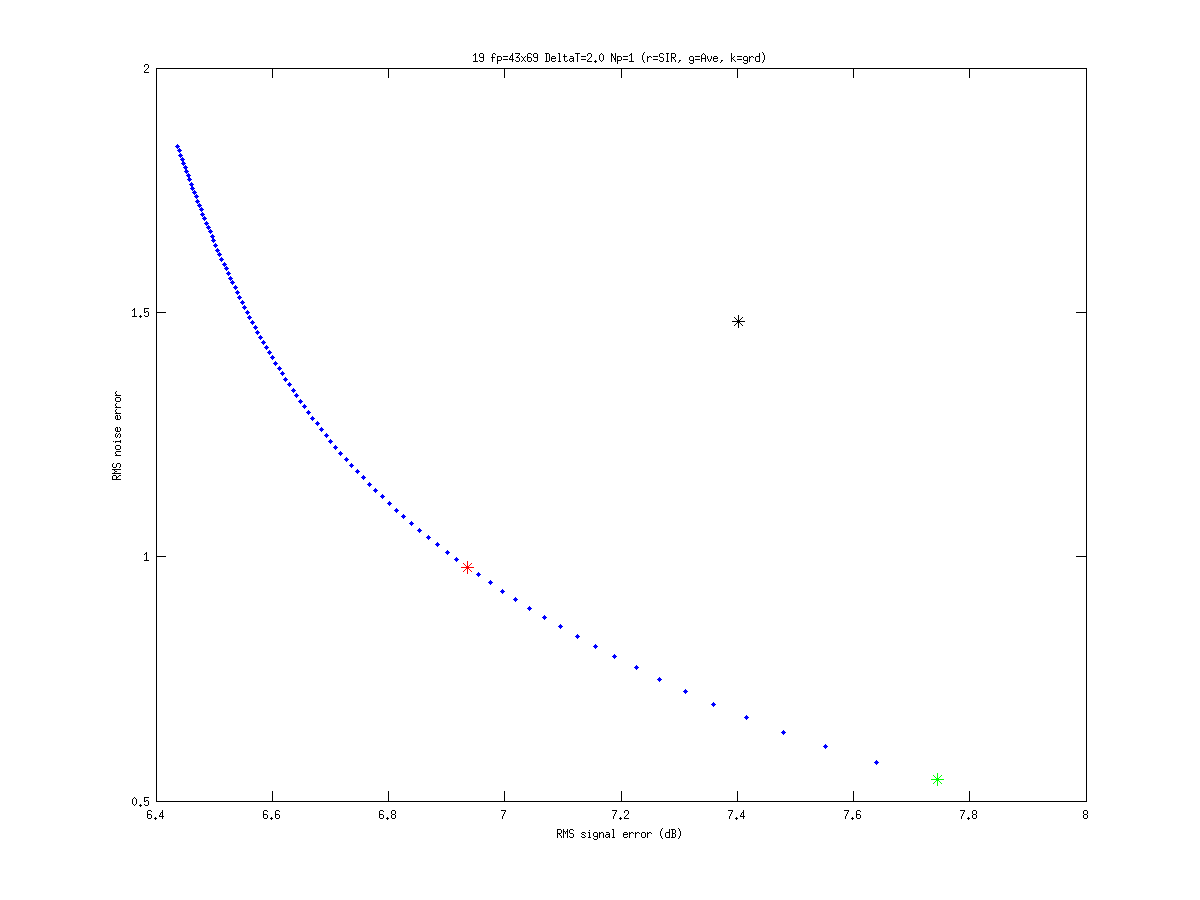 19 fp=43x69 DeltaT=2.0 Np=1 (r=SIR, g=Ave, k=grd)
2
1.5
1
0.5
RMS noise error
6.4 6.6 6.8 7 7.2 7.4 7.6 7.8 8
RMS signal error (dB)